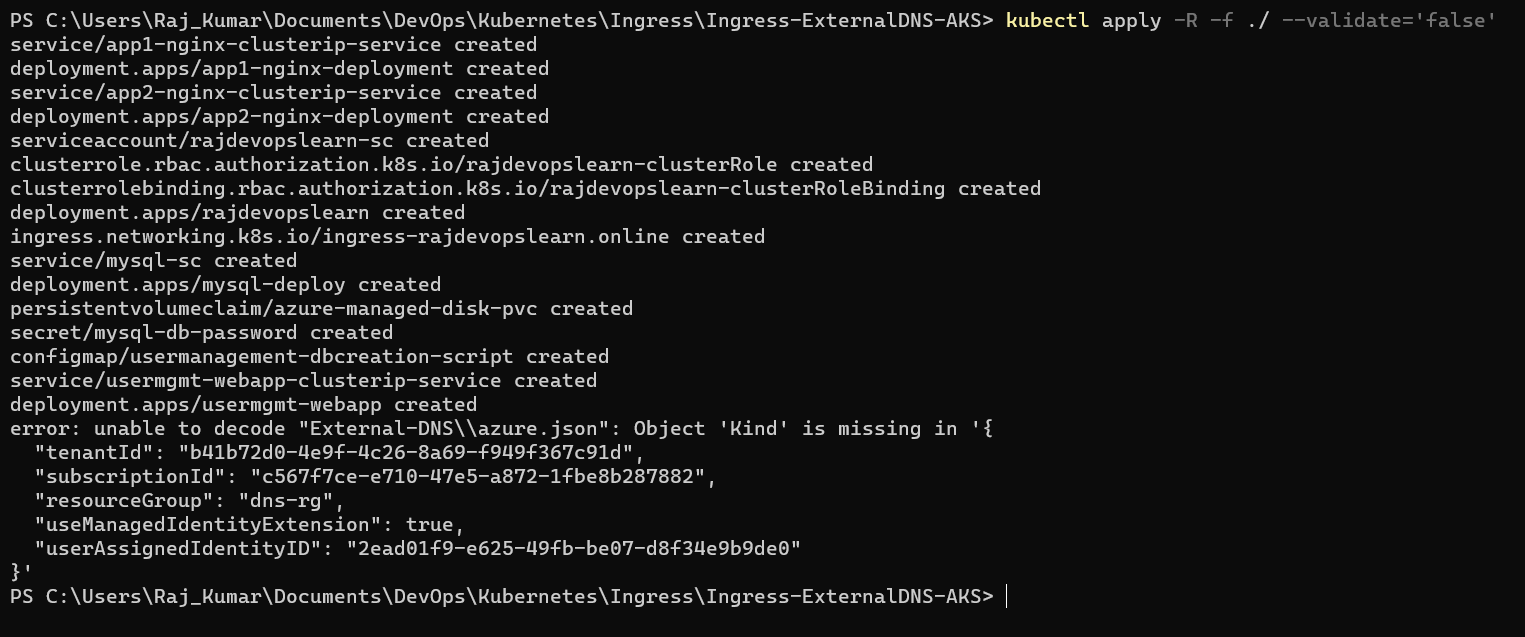 PS C:\Users\Raj_Kumar\Documents\DevOps\Kubernetes\Ingress\Ingress-ExternalDNS-AKS> kubectl apply -R -f ./ --validate='false'
service/app1-nginx-clusterip-service created
deployment.apps/app1-nginx-deployment created
service/app2-nginx-clusterip-service created
deployment.apps/app2-nginx-deployment created
serviceaccount/rajdevopslearn-sc created
clusterrole.rbac.authorization.k8s.io/rajdevopslearn-clusterRole created
clusterrolebinding.rbac.authorization.k8s.io/rajdevopslearn-clusterRoleBinding created
deployment.apps/rajdevopslearn created
ingress.networking.k8s.io/ingress-rajdevopslearn.online created
service/mysql-sc created
deployment.apps/mysql-deploy created
persistentvolumeclaim/azure-managed-disk-pvc created
secret/mysql-db-password created
configmap/usermanagement-dbcreation-script created
service/usermgmt-webapp-clusterip-service created
deployment.apps/usermgmt-webapp created
error: unable to decode "External-DNS\\azure.json": Object 'Kind' is missing in '{
  "tenantId": "b41b72d0-4e9f-4c26-8a69-f949f367c91d",
  "subscriptionId": "c567f7ce-e710-47e5-a872-1fbe8b287882",
  "resourceGroup": "dns-rg",
  "useManagedIdentityExtension": true,
  "userAssignedIdentityID": "2ead01f9-e625-49fb-be07-d8f34e9b9de0"
}'
PS C:\Users\Raj_Kumar\Documents\DevOps\Kubernetes\Ingress\Ingress-ExternalDNS-AKS>